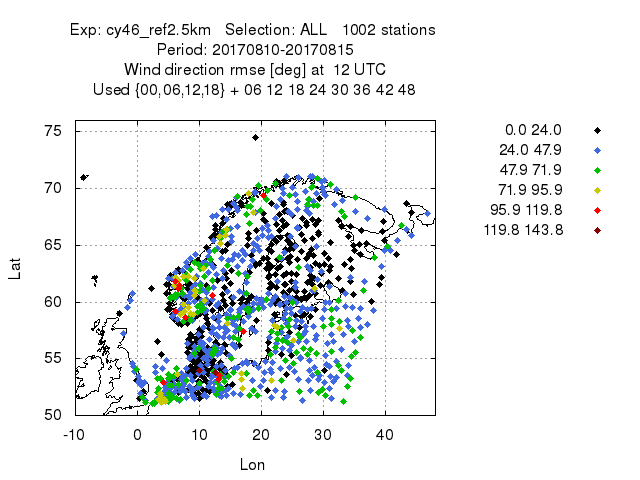 Exp: cy46_ref2.5km Selection: ALL 1002 stations
Period: 20170810-20170815
Wind direction rmse [deg] at 12 UTC
Used {00,06,12,18} + 06 12 18 24 30 36 42 48
75
70
65
60
55
50
Lat
-10 0 10 20 30 40
Lon
0.0 24.0
24.0 47.9
47.9 71.9
71.9 95.9
95.9 119.8
119.8 143.8